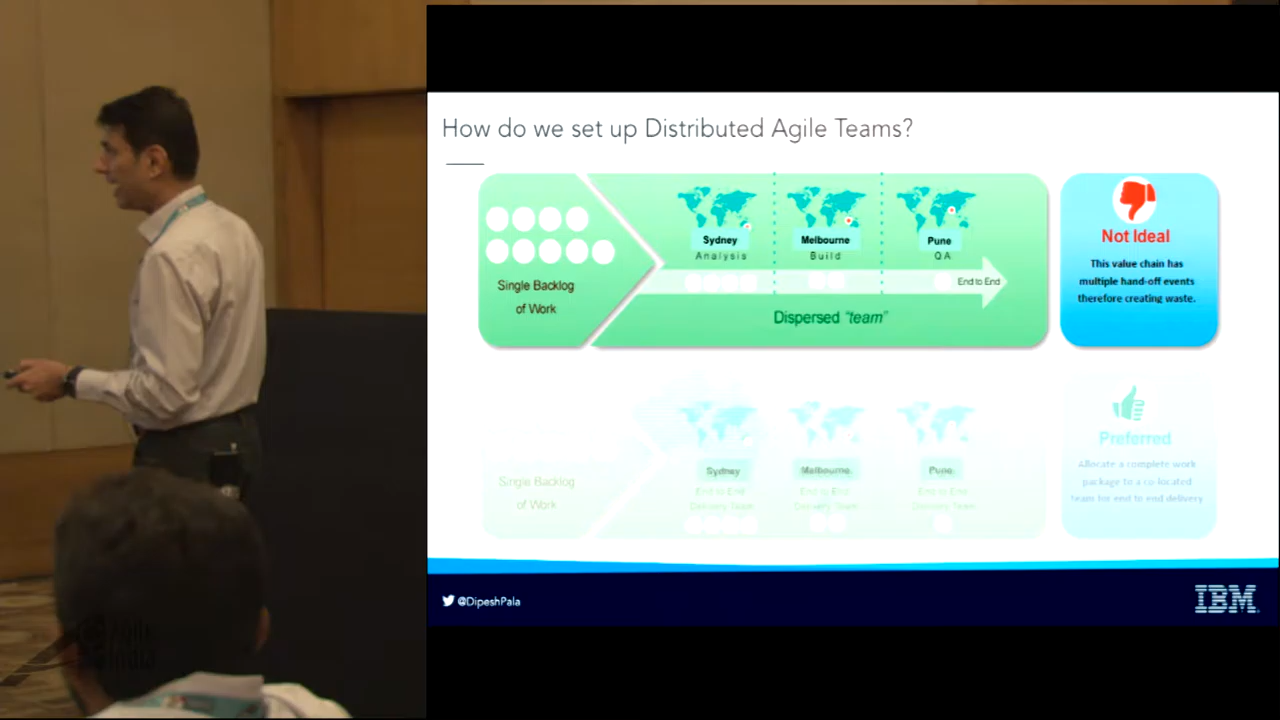 How do we set up Distributed Agile Teams?
Single Backlog
of Work
Sydney
Analysis
Melbourne
Build
Pune
QA
End to End
Dispersed "team"
Not Ideal
This value chain has
multiple hand-off events
therefore creating waste.
Single Backlog
of Work
Sydney
End to End
Delivery Team
Melbourne
End to End
Delivery Team
Pune
End to End
Delivery Team
Preferred
Allocate a complete work
package to a co-located
team for end to end delivery
@DipeshPala
IBM
Agile
India